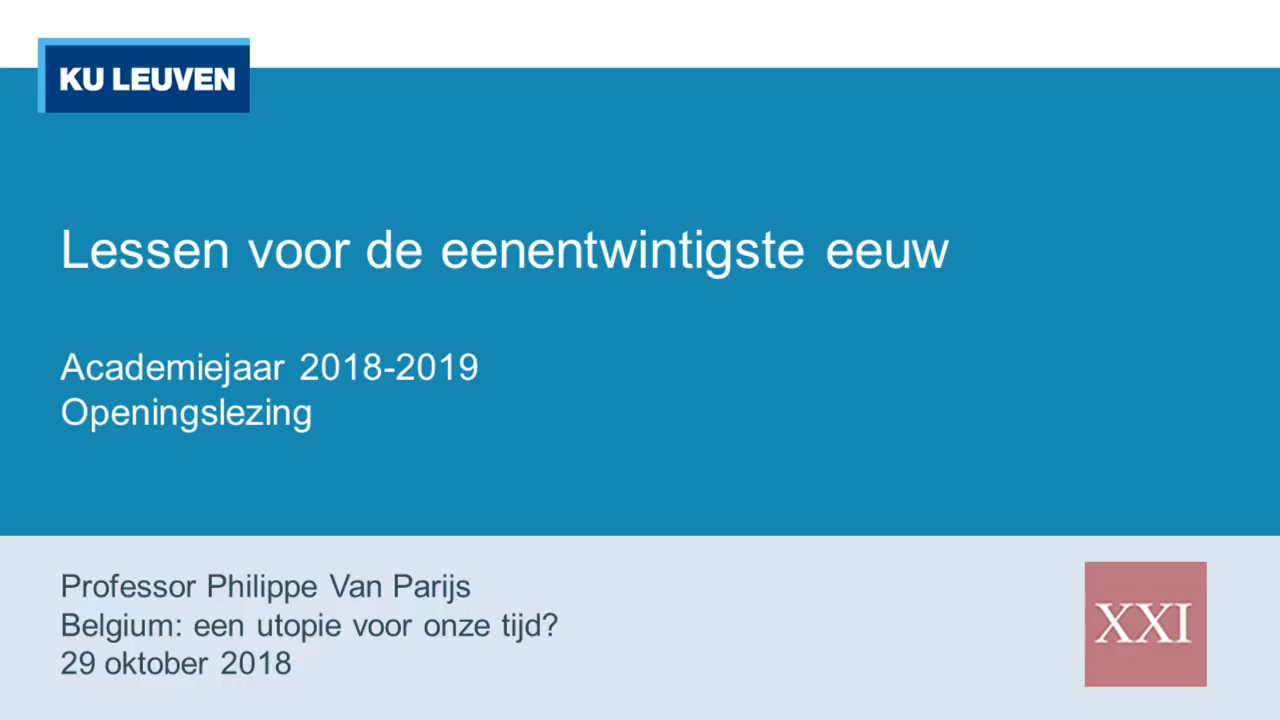 KU LEUVEN
Lessen voor de eenentwintigste eeuw
Academiejaar 2018-2019
Openingslezing
Professor Philippe Van Parijs
Belgium: een utopie voor onze tijd?
29 oktober 2018
XXI